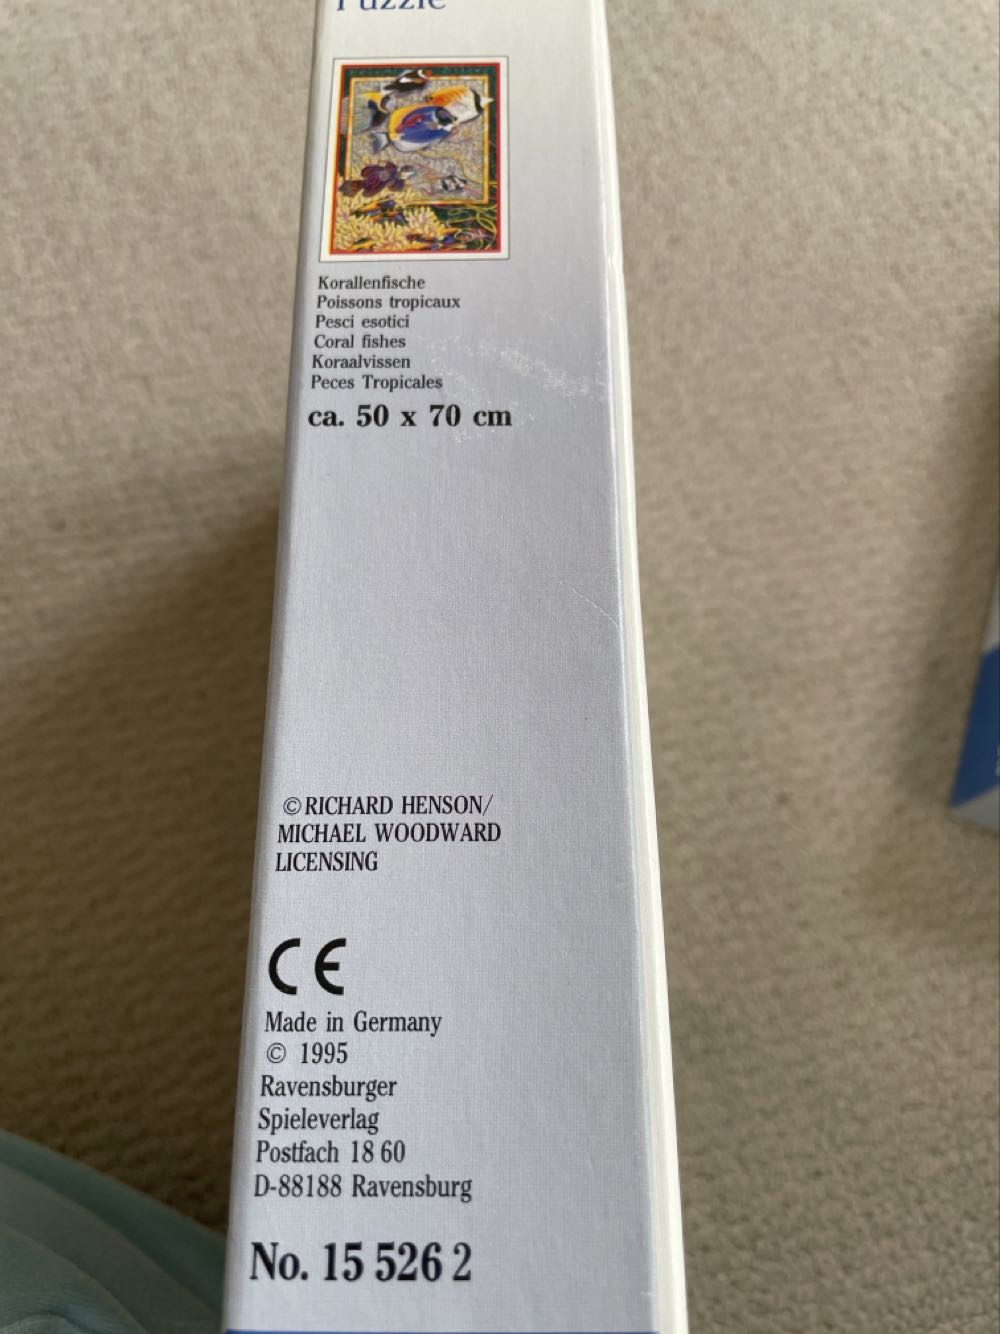 Puzzle
Korallenfische
Poissons tropicaux
Pesci esotici
Coral fishes
Koraalvissen
Peces Tropicales
ca. 50 x 70 cm
© RICHARD HENSON/
MICHAEL WOODWARD
LICENSING
CE
Made in Germany
© 1995
Ravensburger
Spieleverlag
Postfach 18 60
D-88188 Ravensburg
No. 15 526 2